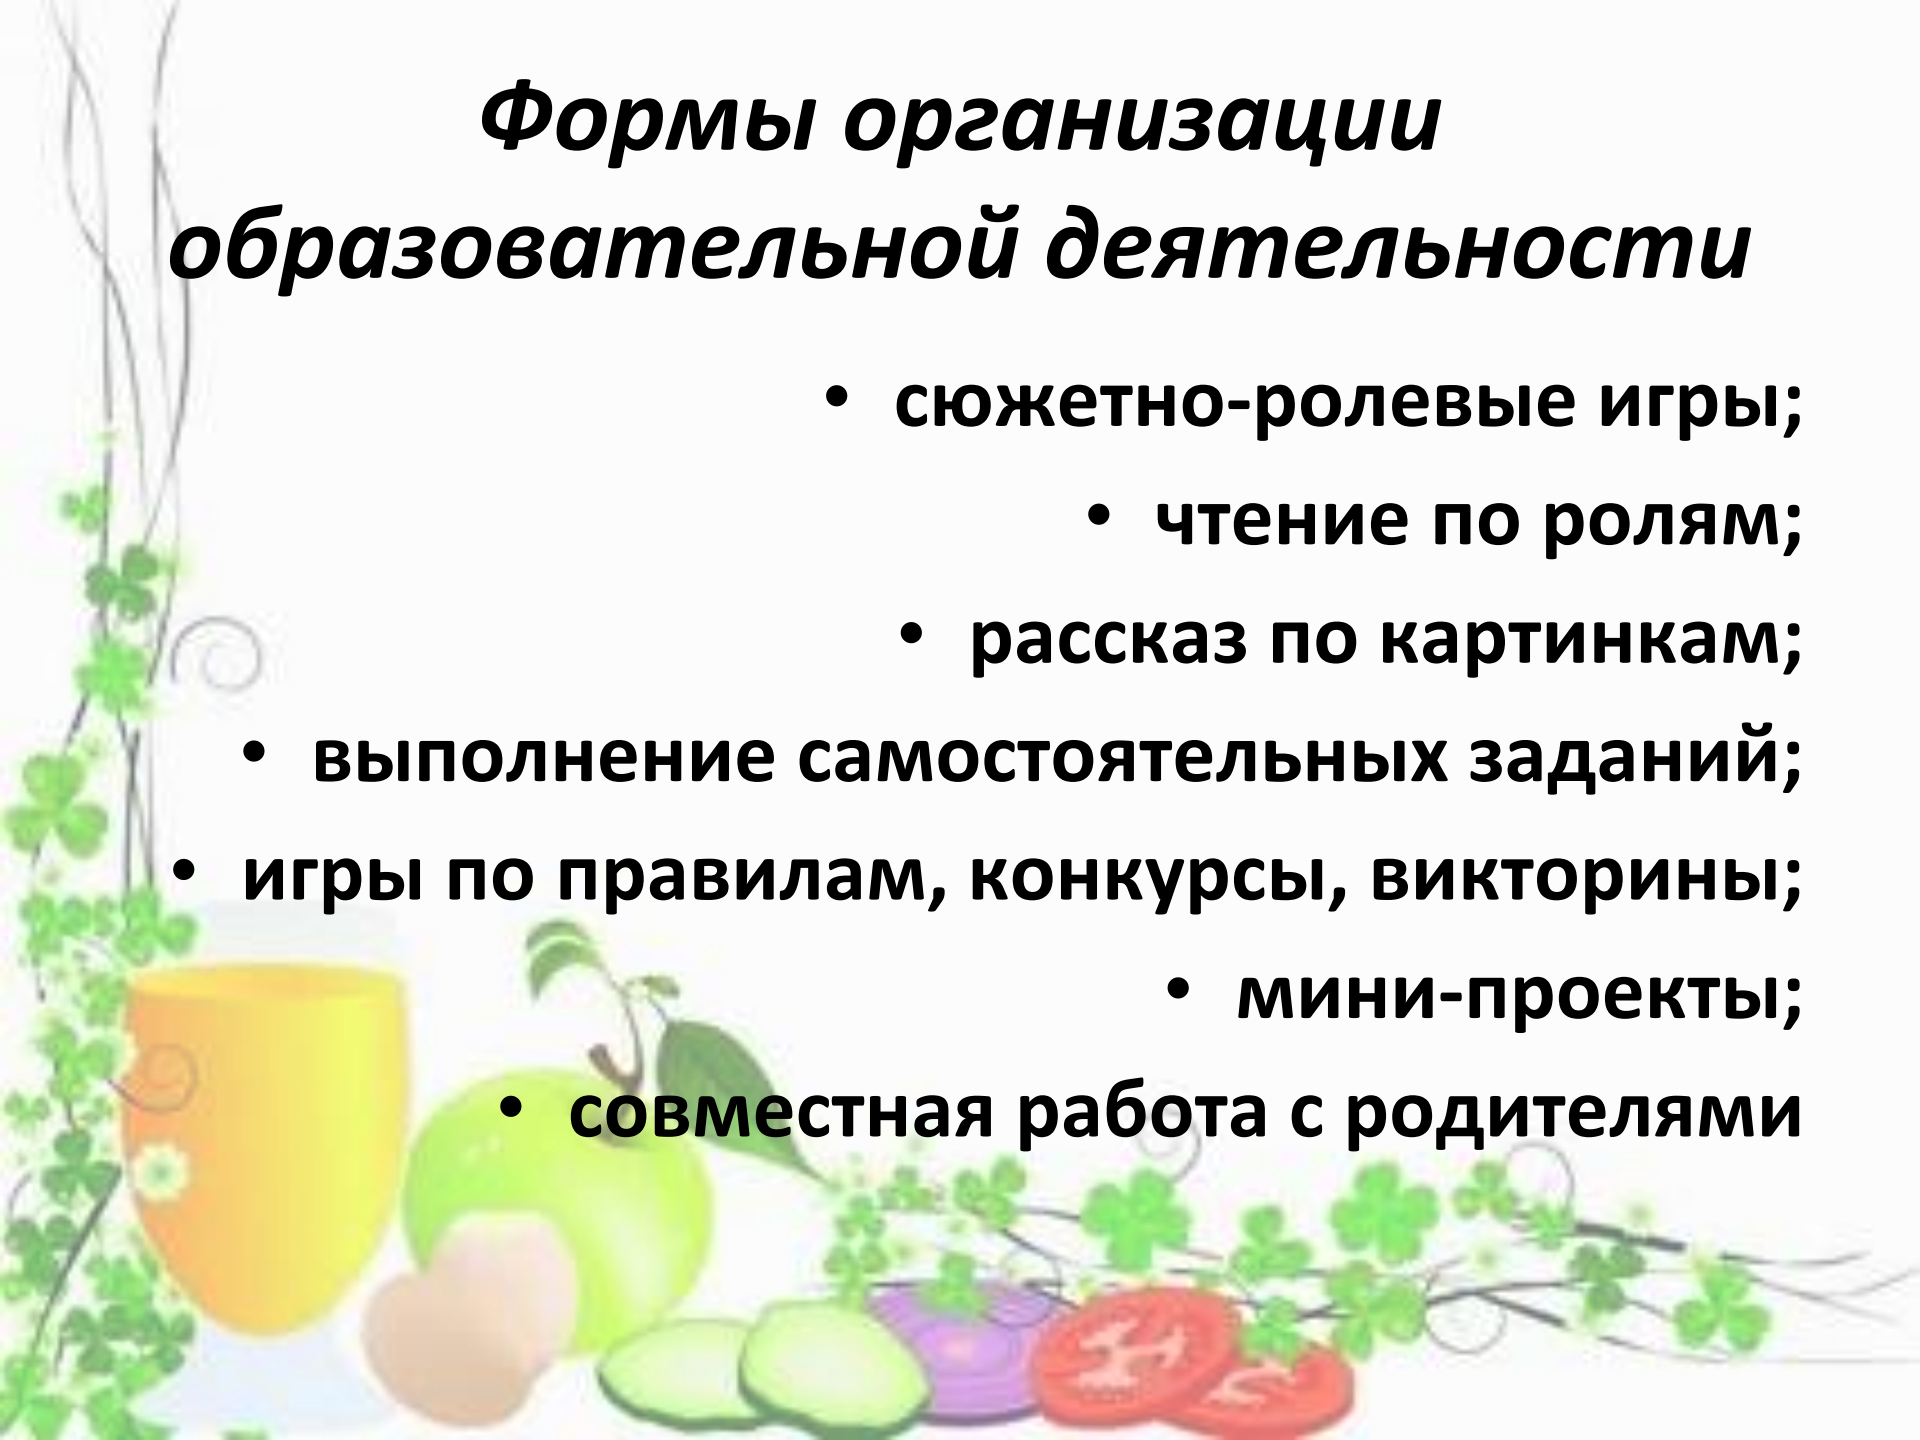 Формы организации
образовательной деятельности
• сюжетно-ролевые игры;
• чтение по ролям;
• рассказ по картинкам;
• выполнение самостоятельных заданий;
• игры по правилам, конкурсы, викторины;
• мини-проекты;
• совместная работа с родителями